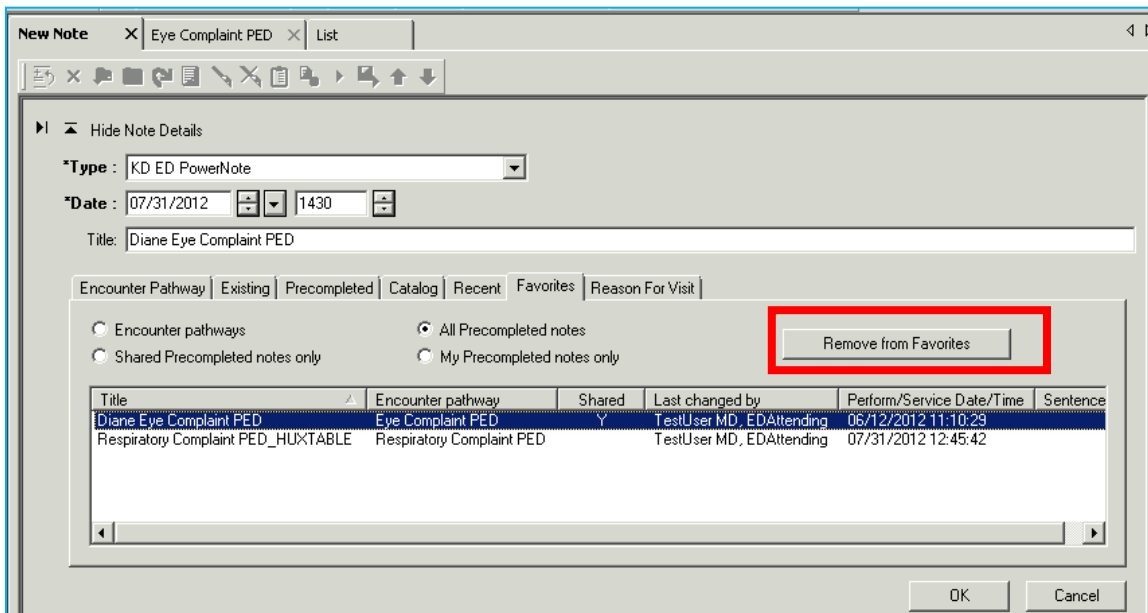 New Note X Eye Complaint PED X List
Hide Note Details
*Type : KD ED PowerNote
*Date : 07/31/2012 1430
Title: Diane Eye Complaint PED
Encounter Pathway Existing Precompleted Catalog Recent Favorites Reason For Visit
Encounter pathways All Precompleted notes
Remove from Favorites
Shared Precompleted notes only My Precompleted notes only
Title Encounter pathway Shared Last changed by Perform/Service Date/Time Sentence
Diane Eye Complaint PED Eye Complaint PED Y TestUser MD, EDAttending 06/12/2012 11:10:29
Respiratory Complaint PED_HUXTABLE Respiratory Complaint PED TestUser MD, EDAttending 07/31/2012 12:45:42
OK Cancel